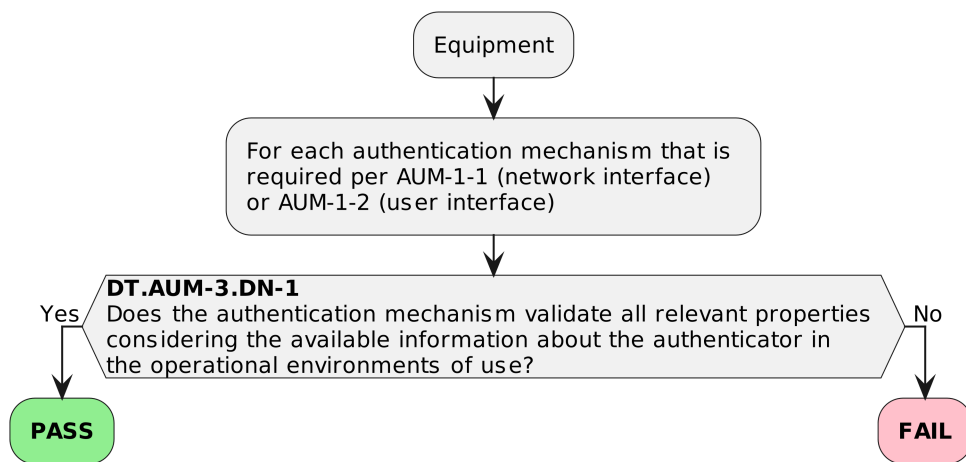 Equipment
For each authentication mechanism that is
required per AUM-1-1 (network interface)
or AUM-1-2 (user interface)
DT.AUM-3.DN-1
Does the authentication mechanism validate all relevant properties
considering the available information about the authenticator in
the operational environments of use?
Yes
No
PASS
FAIL